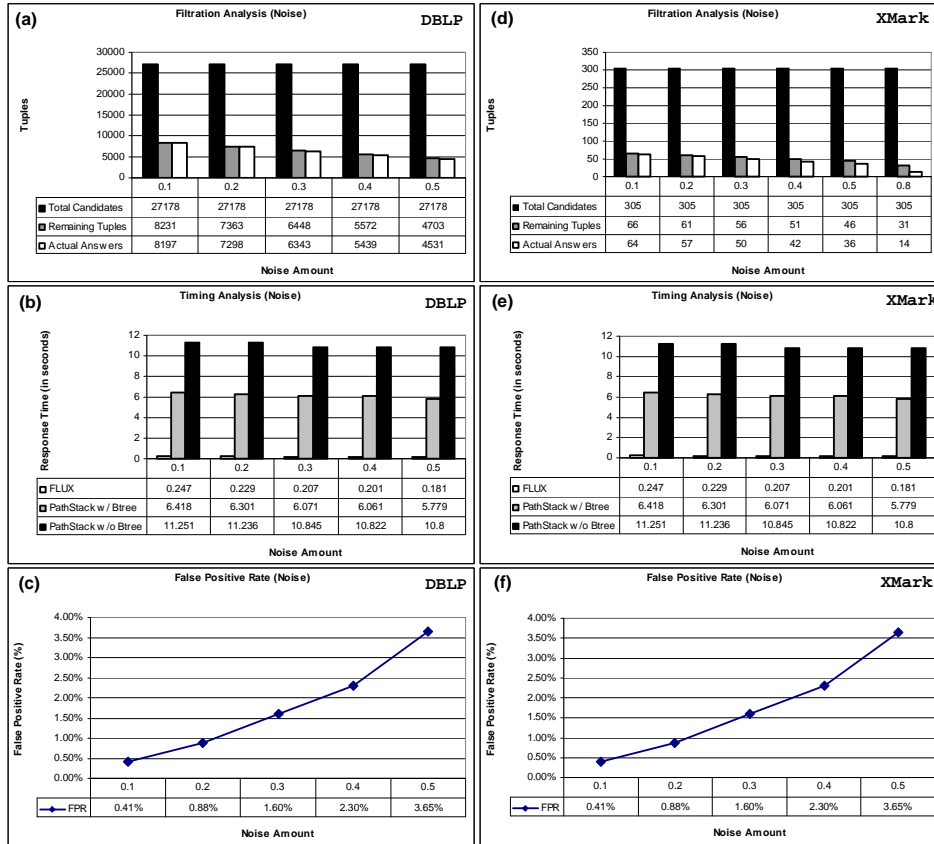 (a)
Filtration Analysis (Noise)
DBLP
Tuples
30000
25000
20000
15000
10000
5000
0
0.1 0.2 0.3 0.4 0.5
Total Candidates 27178 27178 27178 27178 27178
Remaining Tuples 8231 7363 6448 5572 4703
Actual Answers 8197 7298 6343 5439 4531
Noise Amount
(d)
Filtration Analysis (Noise)
XMark
Tuples
350
300
250
200
150
100
50
0
0.1 0.2 0.3 0.4 0.5 0.8
Total Candidates 305 305 305 305 305 305
Remaining Tuples 66 61 56 51 46 31
Actual Answers 64 57 50 42 36 14
Noise Amount
(b)
Timing Analysis (Noise)
DBLP
Response Time (in seconds)
12
10
8
6
4
2
0
0.1 0.2 0.3 0.4 0.5
FLUX 0.247 0.229 0.207 0.201 0.181
PathStack w/ Btree 6.418 6.301 6.071 6.061 5.779
PathStack w/o Btree 11.251 11.236 10.845 10.822 10.8
Noise Amount
(e)
Timing Analysis (Noise)
XMark
Response Time (in seconds)
12
10
8
6
4
2
0
0.1 0.2 0.3 0.4 0.5
FLUX 0.247 0.229 0.207 0.201 0.181
PathStack w/ Btree 6.418 6.301 6.071 6.061 5.779
PathStack w/o Btree 11.251 11.236 10.845 10.822 10.8
Noise Amount
(c)
False Positive Rate (Noise)
DBLP
False Positive Rate (%)
4.00%
3.50%
3.00%
2.50%
2.00%
1.50%
1.00%
0.50%
0.00%
0.1 0.2 0.3 0.4 0.5
FPR 0.41% 0.88% 1.60% 2.30% 3.65%
Noise Amount
(f)
False Positive Rate (Noise)
XMark
False Positive Rate (%)
4.00%
3.50%
3.00%
2.50%
2.00%
1.50%
1.00%
0.50%
0.00%
0.1 0.2 0.3 0.4 0.5
FPR 0.41% 0.88% 1.60% 2.30% 3.65%
Noise Amount